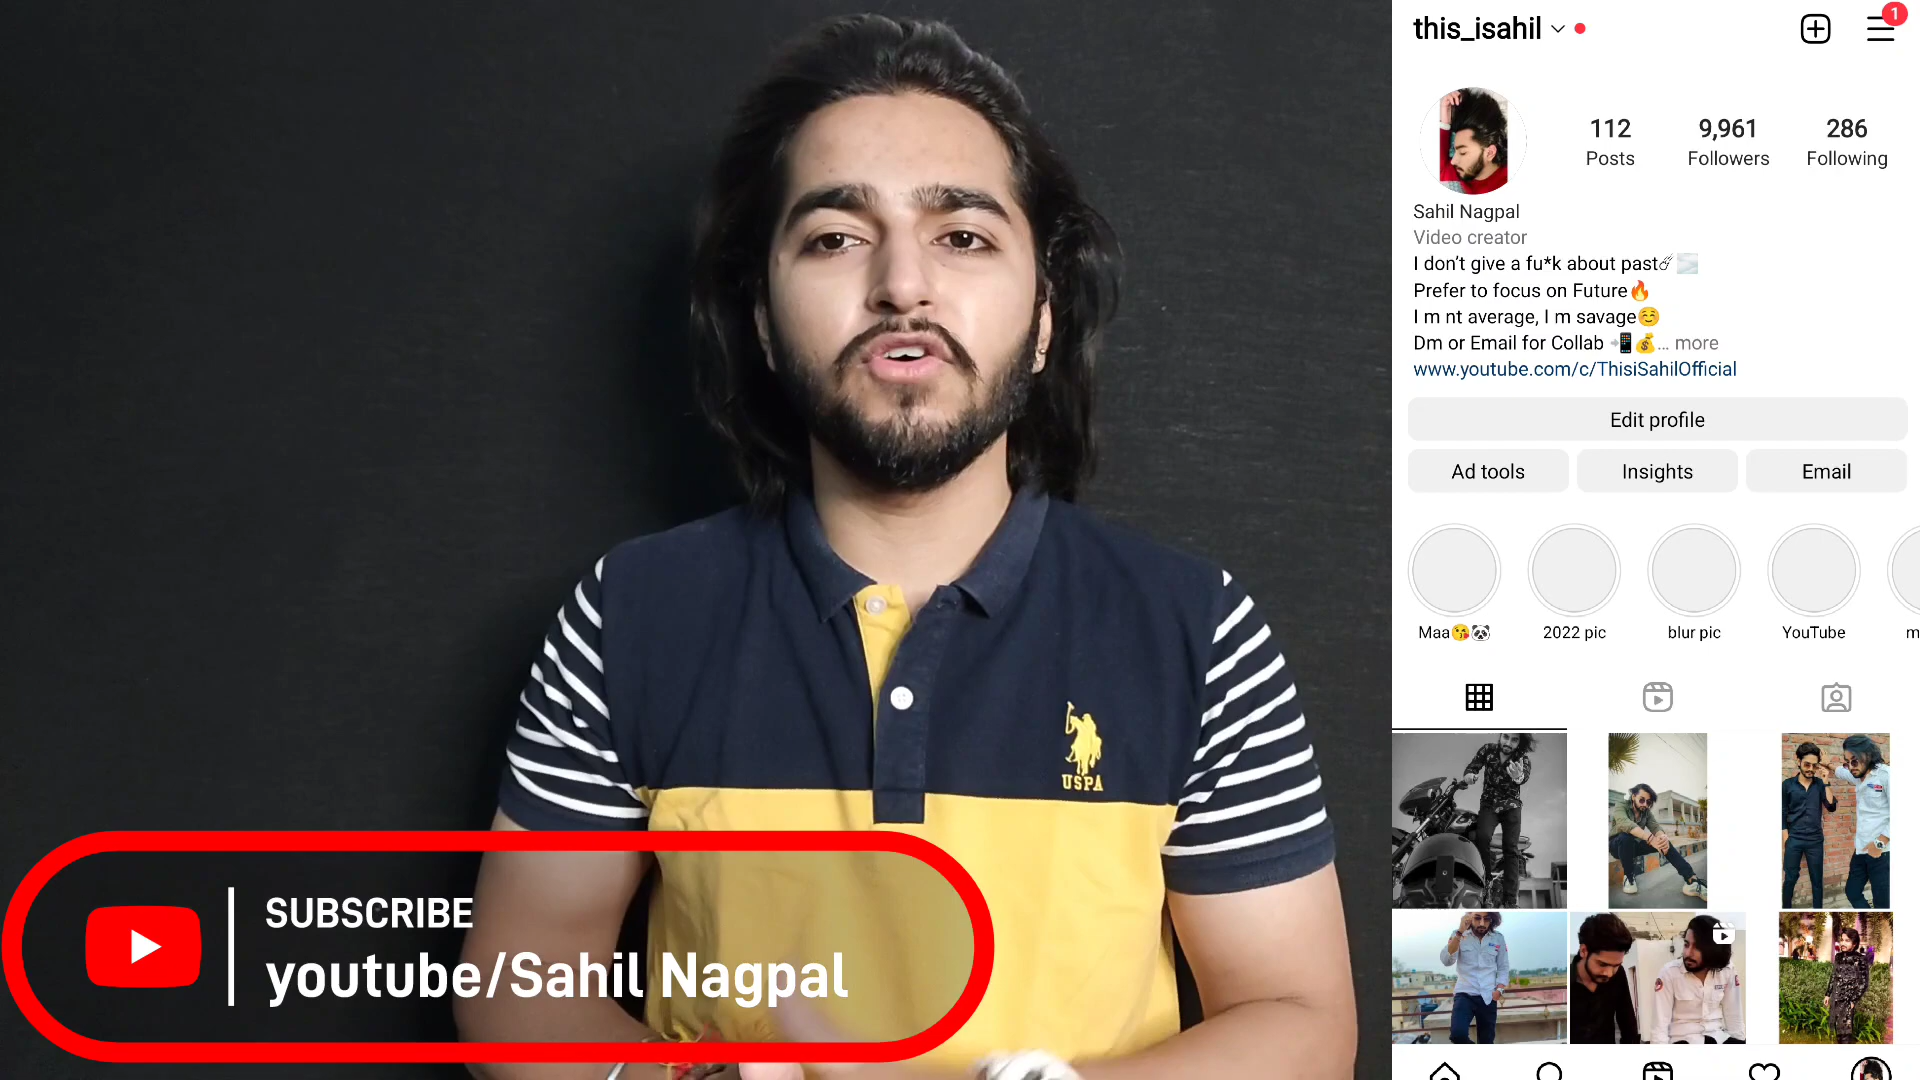 this_isahil
1
112
Posts
9,961
Followers
286
Following
Sahil Nagpal
Video creator
I don't give a fu*k about past☄️🌫️
Prefer to focus on Future🔥
I m nt average, I m savage☺️
Dm or Email for Collab 📲💰... more
www.youtube.com/c/ThisiSahilOfficial
Edit profile
Ad tools
Insights
Email
Maa😘🐼
2022 pic
blur pic
YouTube
m
USPA
SUBSCRIBE
youtube/Sahil Nagpal